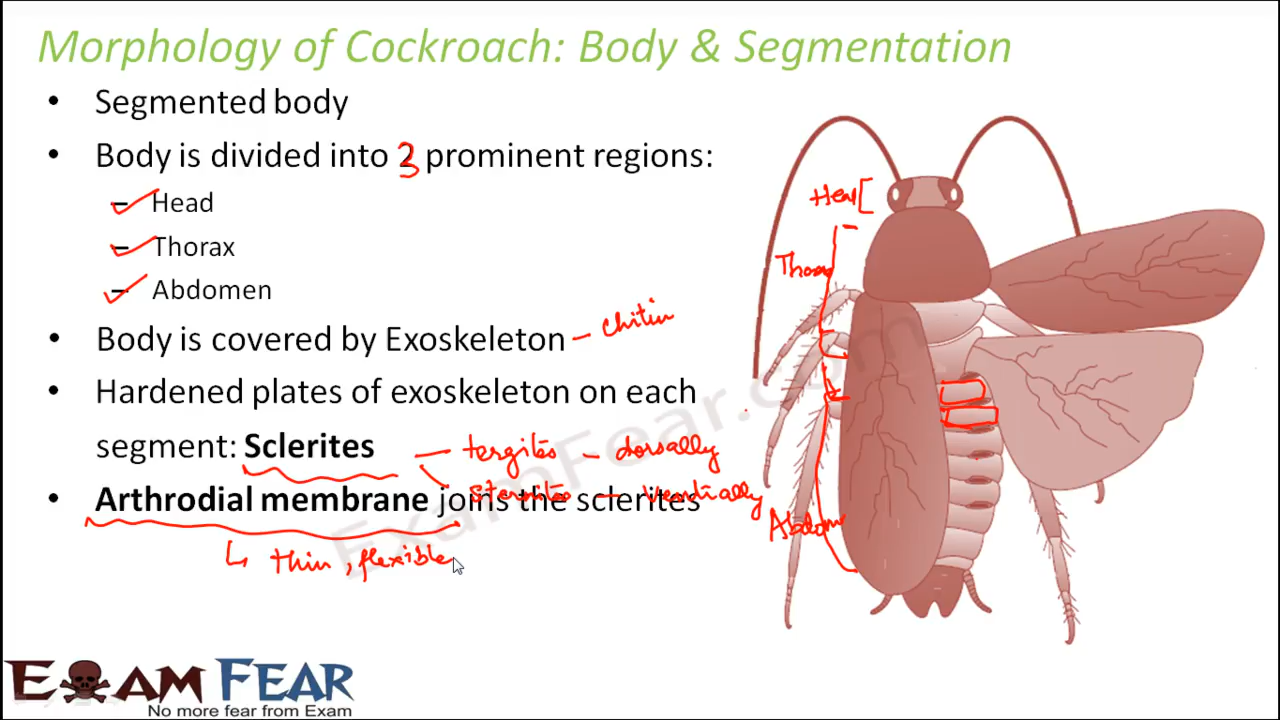 Morphology of Cockroach: Body & Segmentation
• Segmented body
• Body is divided into 3 prominent regions:
– Head
– Thorax
– Abdomen
• Body is covered by Exoskeleton – chitin
• Hardened plates of exoskeleton on each
segment: Sclerites – tergites – dorsally
sternites – ventrally
• Arthrodial membrane joins the sclerites
thin, flexible
Head
Thorax
Abdomen
ExamFear.com
EXAM FEAR
No more fear from Exam